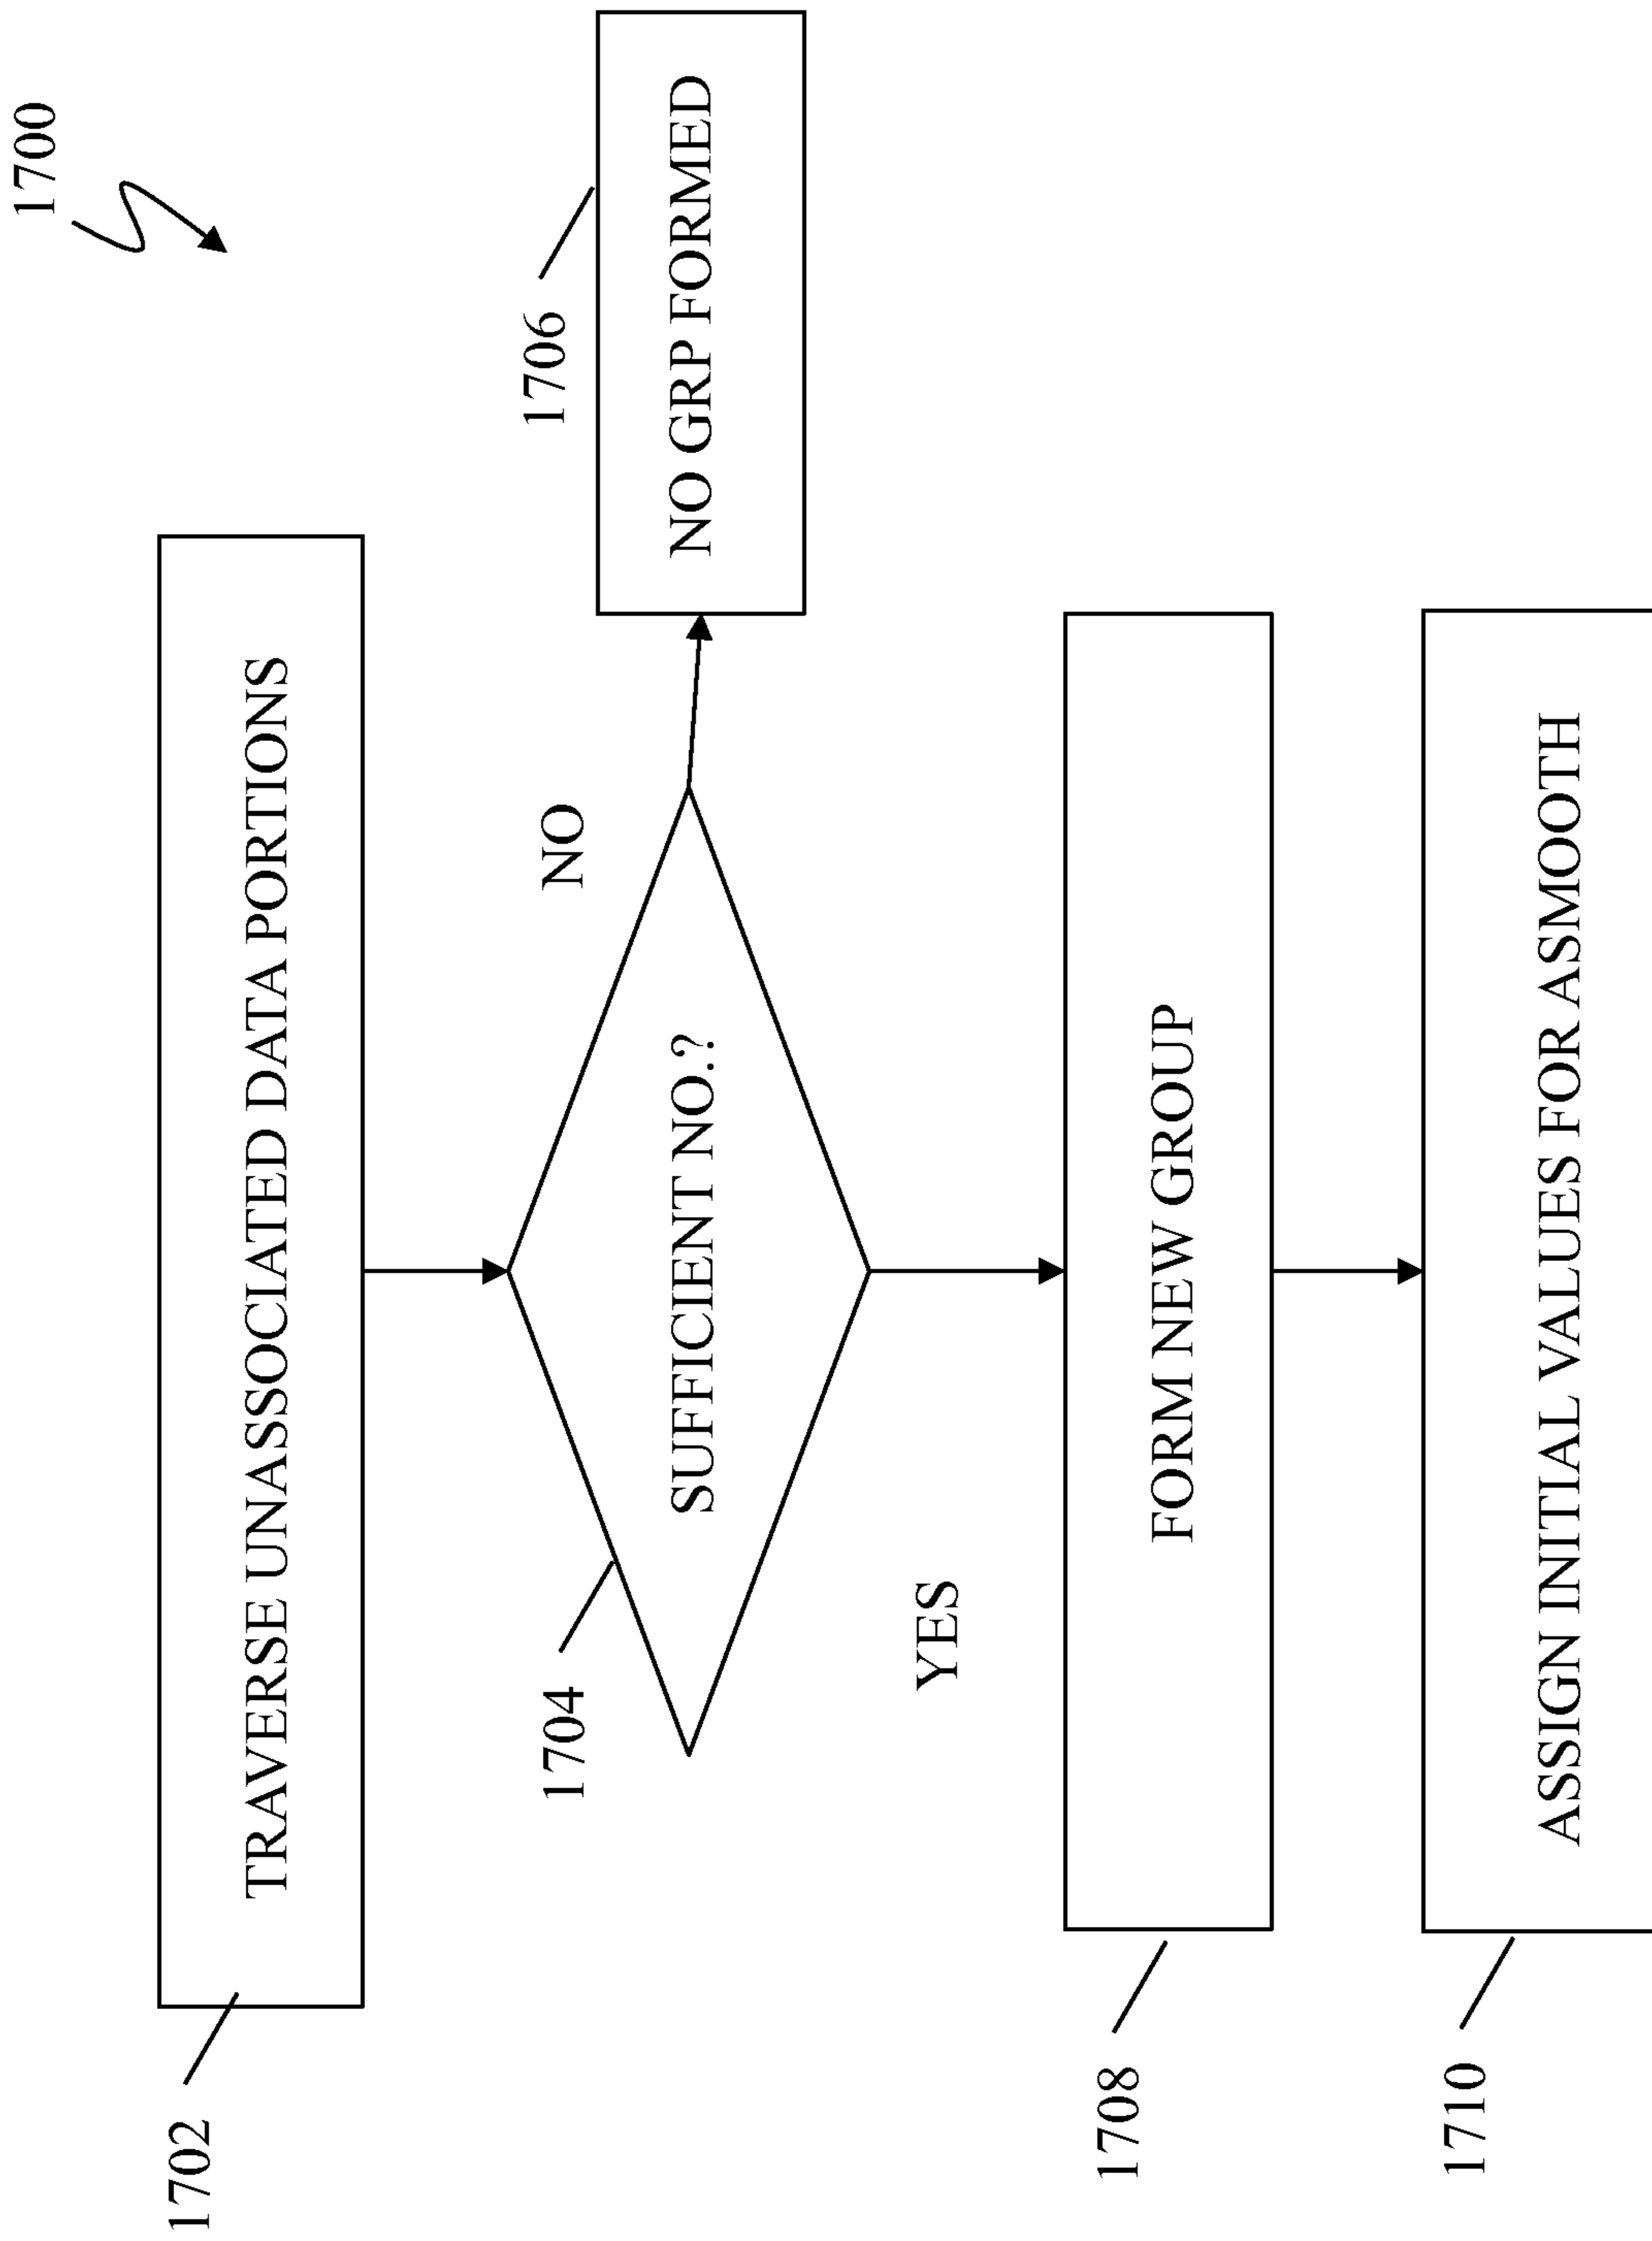 1700
1702
TRAVERSE UNASSOCIATED DATA PORTIONS
1704
SUFFICIENT NO.?
NO
1706
NO GRP FORMED
YES
1708
FORM NEW GROUP
1710
ASSIGN INITIAL VALUES FOR ASMOOTH